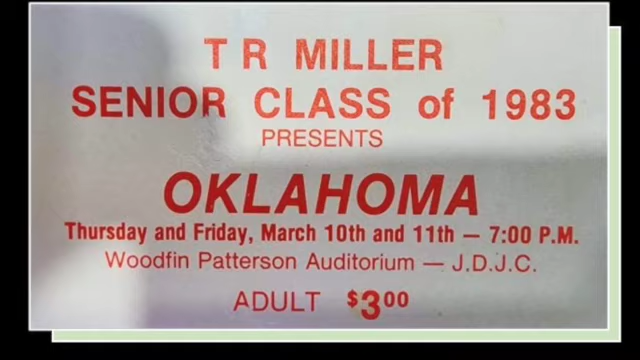 T R MILLER
SENIOR CLASS of 1983
PRESENTS
OKLAHOMA
Thursday and Friday, March 10th and 11th — 7:00 P.M.
Woodfin Patterson Auditorium — J.D.J.C.
ADULT $3.00